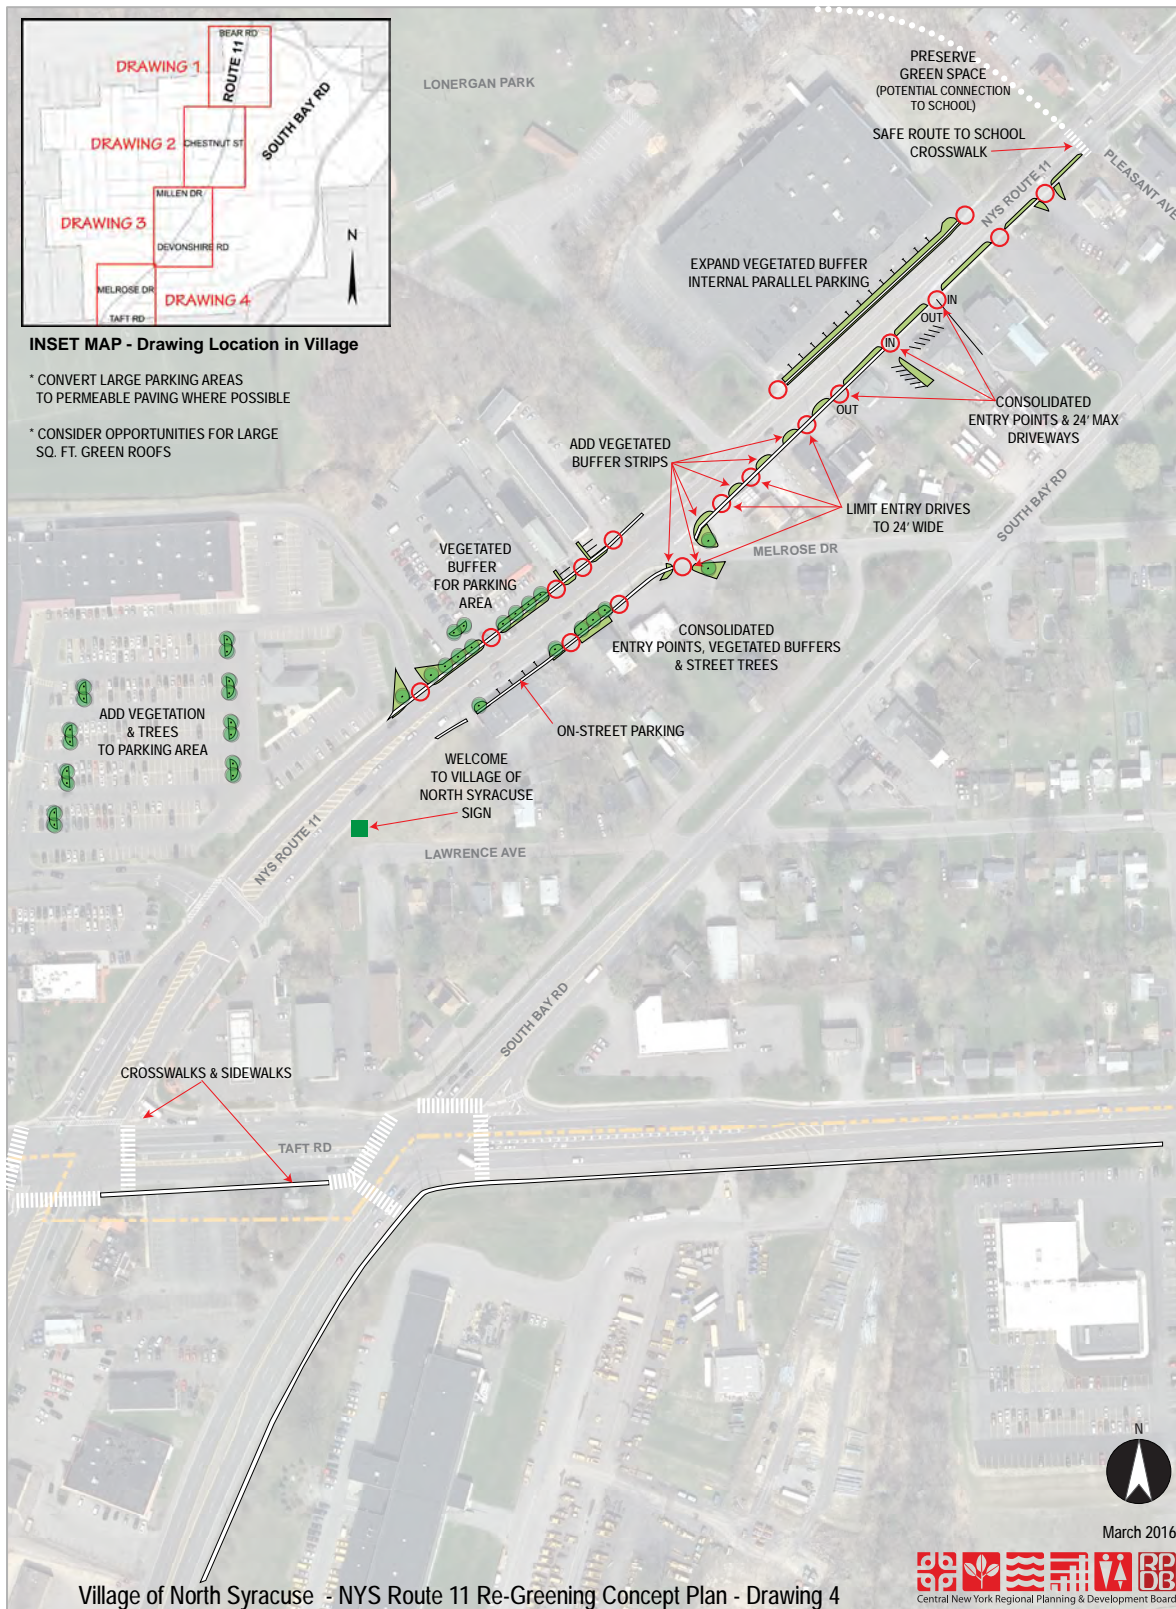 BEAR RD
DRAWING 1
ROUTE 11
SOUTH BAY RD
DRAWING 2
CHESTNUT ST
MILLEN DR
DRAWING 3
DEVONSHIRE RD
N
MELROSE DR
DRAWING 4
TAFT RD
INSET MAP - Drawing Location in Village
* CONVERT LARGE PARKING AREAS
TO PERMEABLE PAVING WHERE POSSIBLE
* CONSIDER OPPORTUNITIES FOR LARGE
SQ. FT. GREEN ROOFS
LONERGAN PARK
PRESERVE
GREEN SPACE
(POTENTIAL CONNECTION
TO SCHOOL)
SAFE ROUTE TO SCHOOL
CROSSWALK
PLEASANT AVE
NYS ROUTE 11
EXPAND VEGETATED BUFFER
INTERNAL PARALLEL PARKING
IN
OUT
IN
OUT
CONSOLIDATED
ENTRY POINTS & 24' MAX
DRIVEWAYS
ADD VEGETATED
BUFFER STRIPS
LIMIT ENTRY DRIVES
TO 24' WIDE
SOUTH BAY RD
MELROSE DR
VEGETATED
BUFFER
FOR PARKING
AREA
CONSOLIDATED
ENTRY POINTS, VEGETATED BUFFERS
& STREET TREES
ADD VEGETATION
& TREES
TO PARKING AREA
ON-STREET PARKING
WELCOME
TO VILLAGE OF
NORTH SYRACUSE
SIGN
NYS ROUTE 11
LAWRENCE AVE
SOUTH BAY RD
CROSSWALKS & SIDEWALKS
TAFT RD
N
March 2016
RP
DB
Central New York Regional Planning & Development Board
Village of North Syracuse - NYS Route 11 Re-Greening Concept Plan - Drawing 4